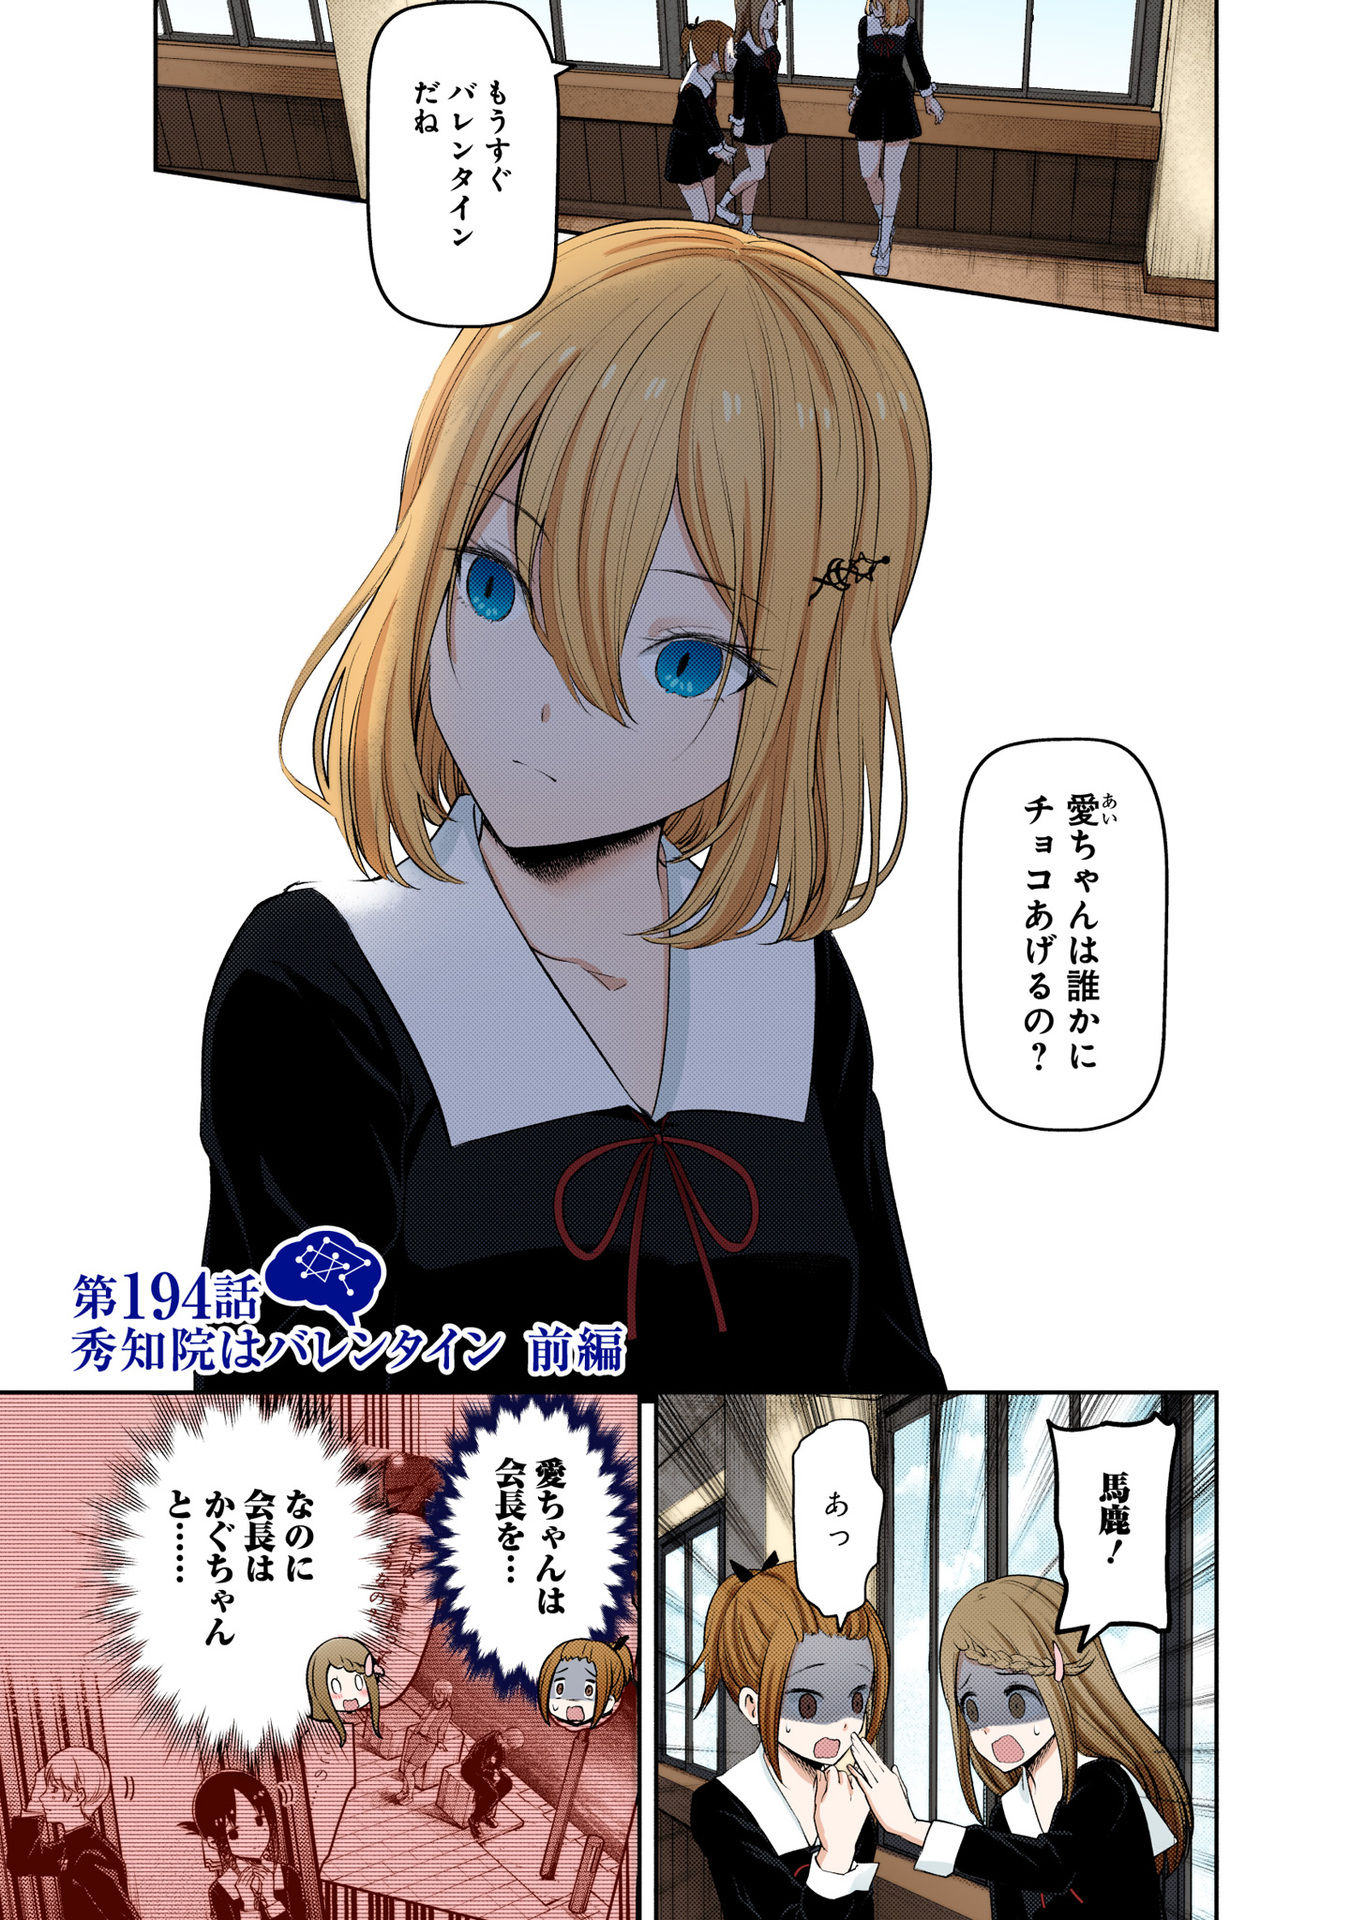 もうすぐ
バレンタイン
だね
愛ちゃんは誰かに
あい
チョコあげるの？
第194話
秀知院はバレンタイン 前編
馬鹿！
あっ
愛ちゃんは
会長を…
なのに
会長は
かぐちゃん
と……